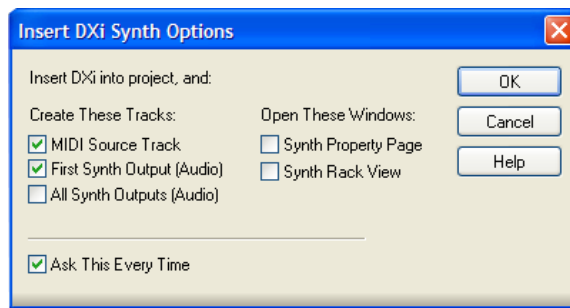 Insert DXi Synth Options
Insert DXi into project, and:
Create These Tracks:
MIDI Source Track
First Synth Output (Audio)
All Synth Outputs (Audio)
Open These Windows:
Synth Property Page
Synth Rack View
OK
Cancel
Help
Ask This Every Time